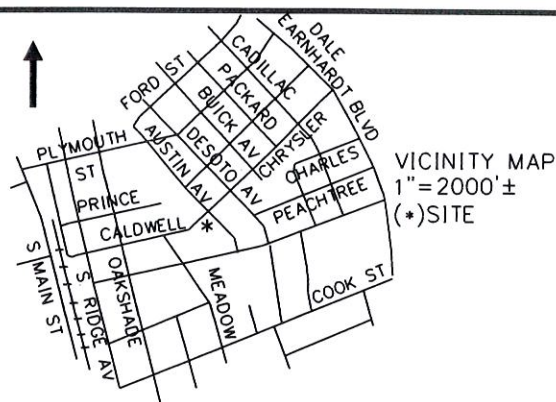 DALE
EARNHARDT BLVD
CADILLAC
FORD ST
PACKARD
BUICK AV
CHRYSLER
DESOTO AV
AUSTIN AV
PLYMOUTH
ST
CHARLES
PEACHTREE
PRINCE
CALDWELL
*
VICINITY MAP
1"=2000'±
(*)SITE
S MAIN ST
S. RIDGE AV
OAKSHADE
MEADOW
COOK ST